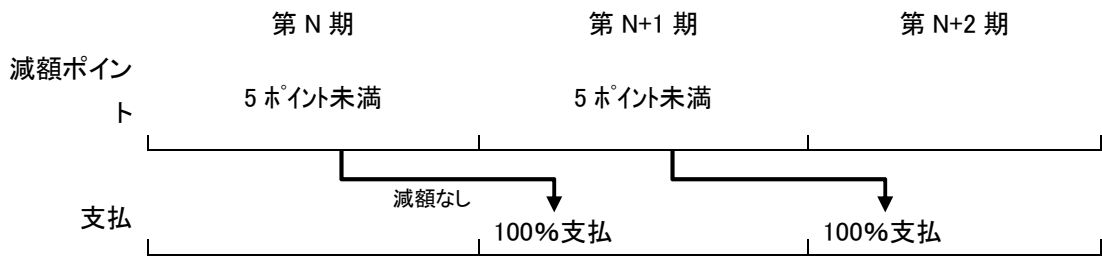 第 N 期 第 N+1 期 第 N+2 期
減額ポイン
ト
5 ﾎﾟｲﾝﾄ未満 5 ﾎﾟｲﾝﾄ未満
減額なし
支払
100％支払 100％支払